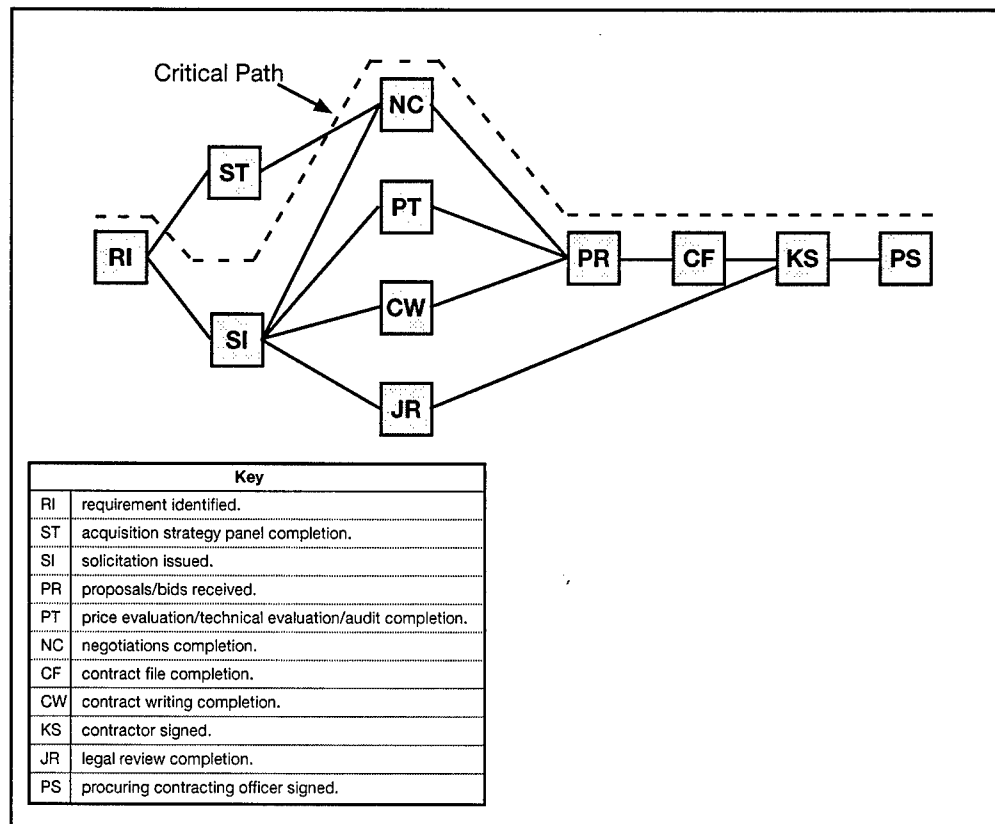 Critical Path
NC
ST
PT
RI
PR
CF
KS
PS
CW
SI
JR
Key
RI requirement identified.
ST acquisition strategy panel completion.
SI solicitation issued.
PR proposals/bids received.
PT price evaluation/technical evaluation/audit completion.
NC negotiations completion.
CF contract file completion.
CW contract writing completion.
KS contractor signed.
JR legal review completion.
PS procuring contracting officer signed.